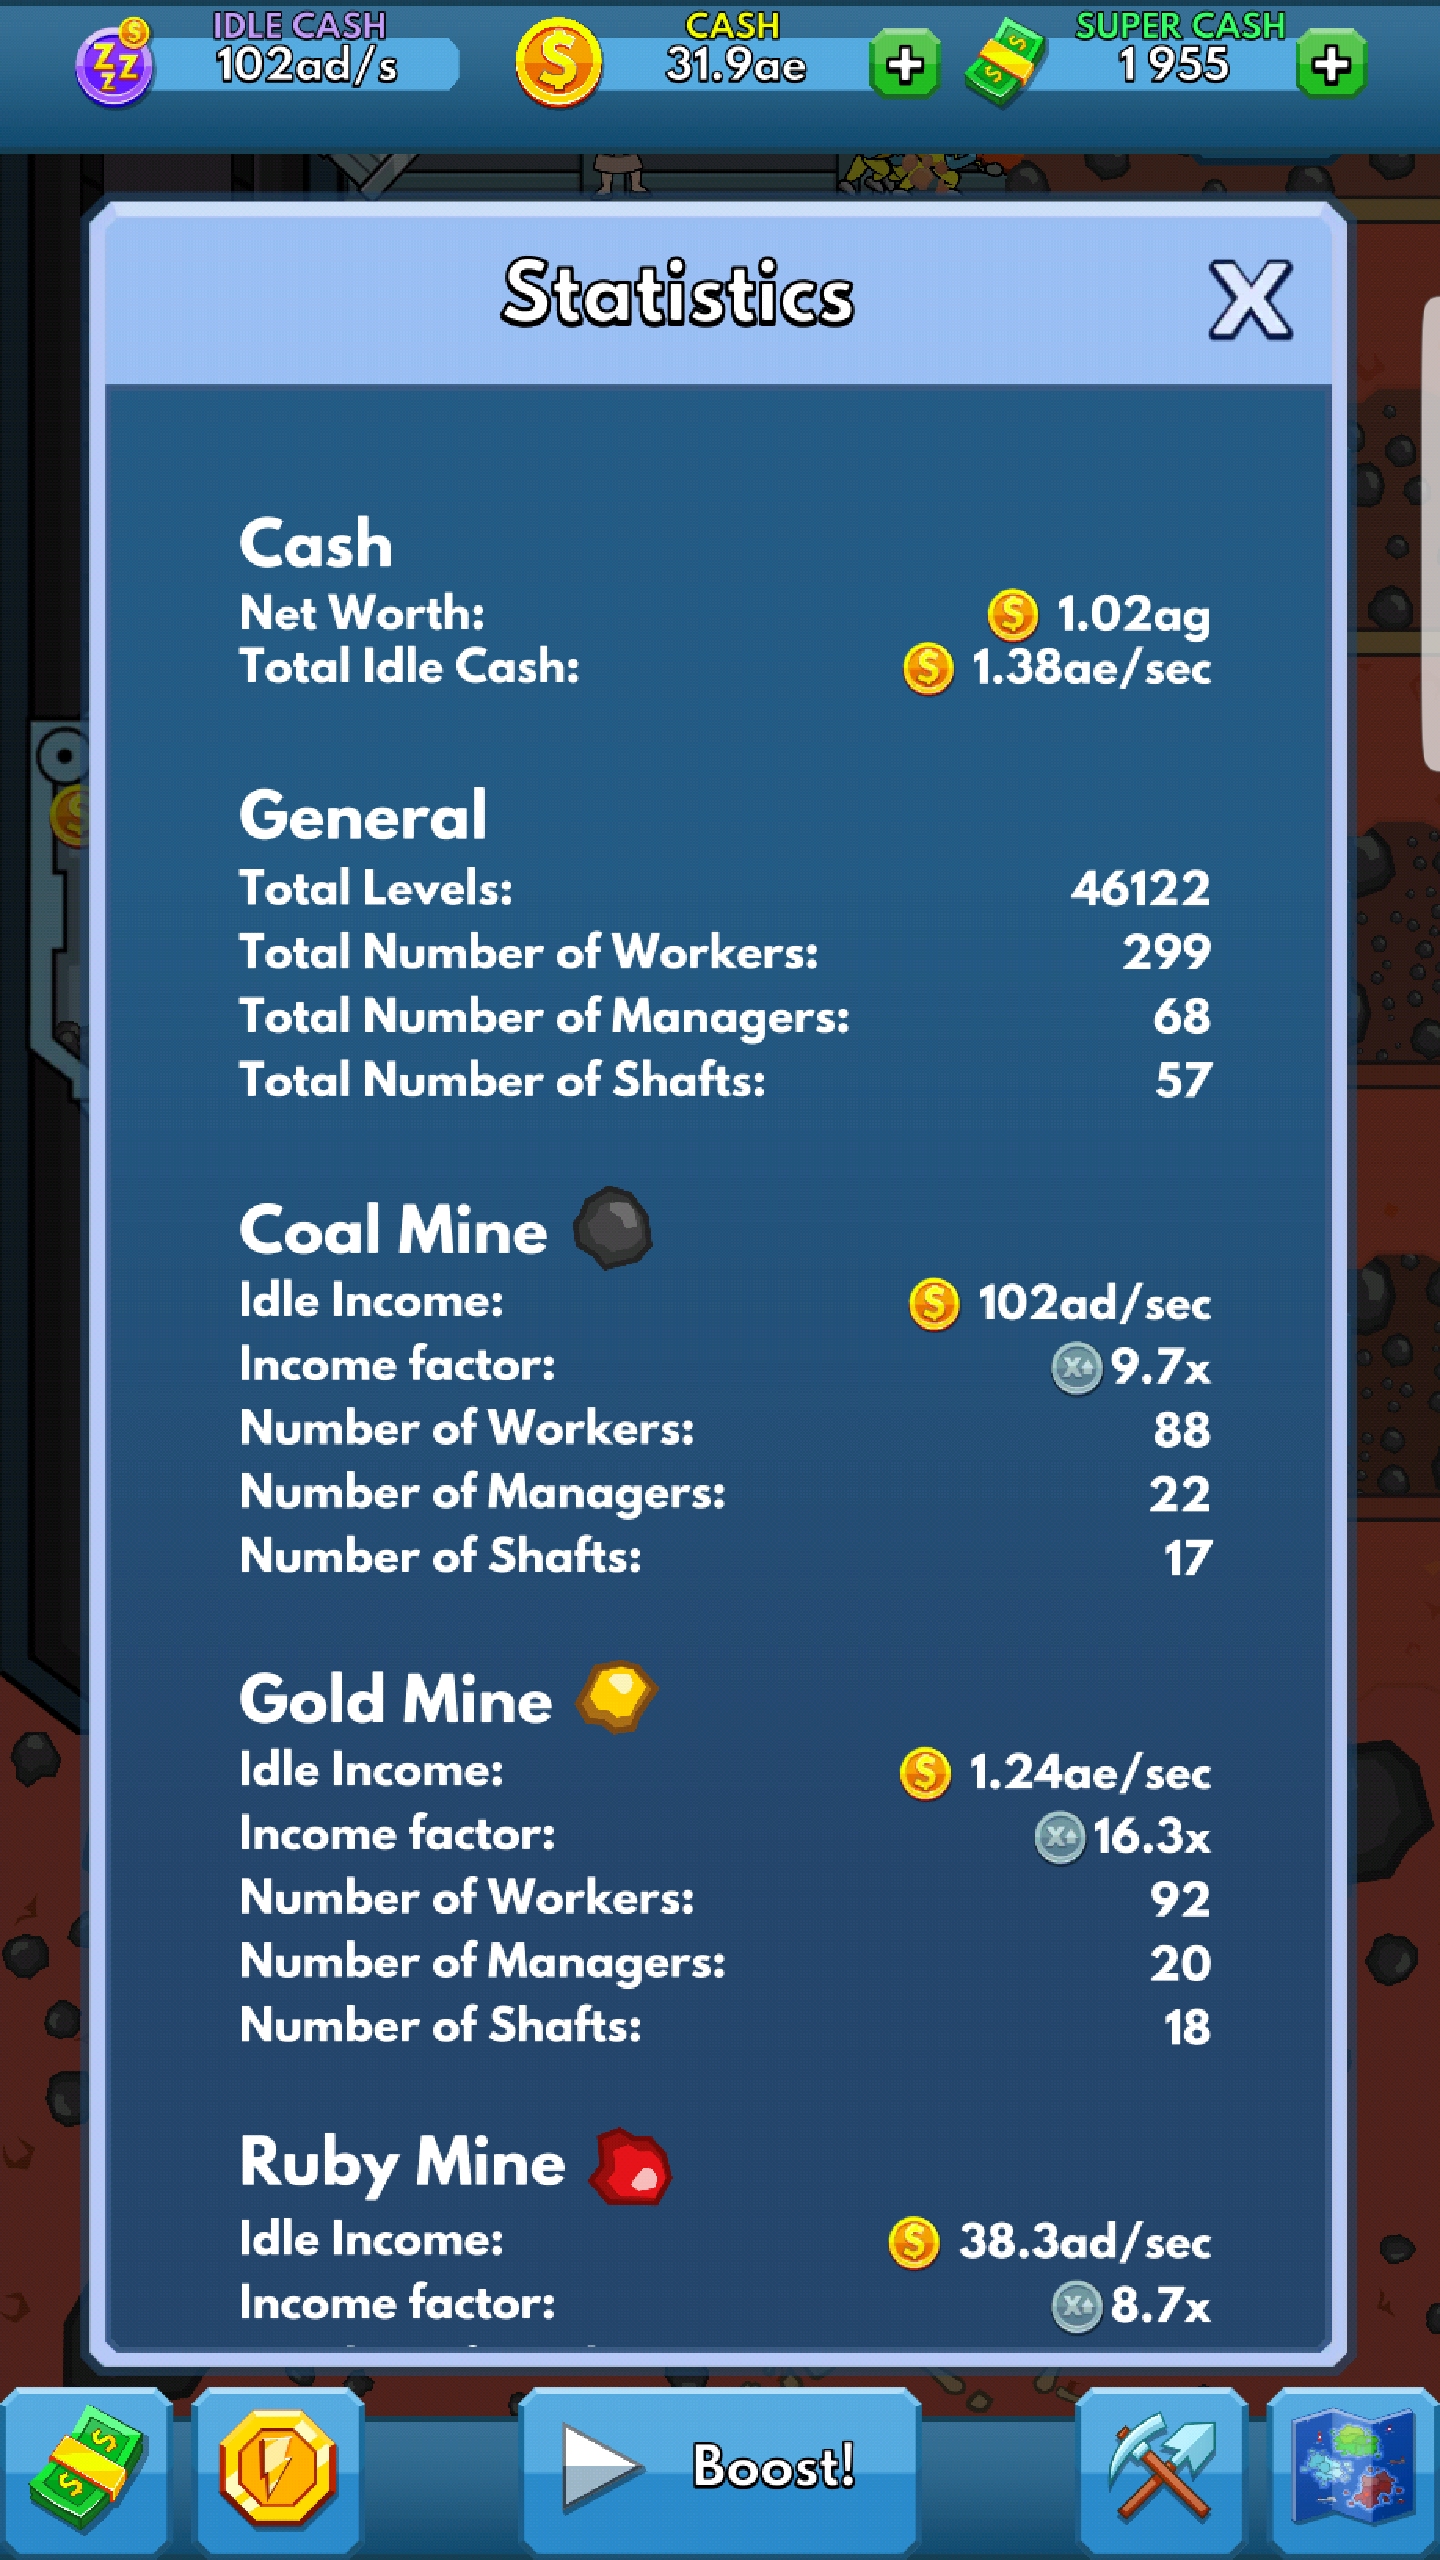 IDLE CASH CASH SUPER CASH
102ad/s 31.9ae 1 955
Statistics X
Cash
Net Worth: 1.02ag
Total Idle Cash: 1.38ae/sec
General
Total Levels: 46122
Total Number of Workers: 299
Total Number of Managers: 68
Total Number of Shafts: 57
Coal Mine
Idle Income: 102ad/sec
Income factor: 9.7x
Number of Workers: 88
Number of Managers: 22
Number of Shafts: 17
Gold Mine
Idle Income: 1.24ae/sec
Income factor: 16.3x
Number of Workers: 92
Number of Managers: 20
Number of Shafts: 18
Ruby Mine
Idle Income: 38.3ad/sec
Income factor: 8.7x
Boost!